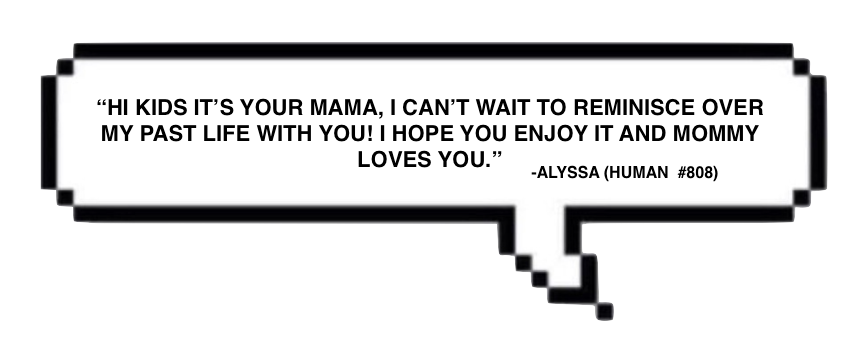 “HI KIDS IT’S YOUR MAMA, I CAN’T WAIT TO REMINISCE OVER
MY PAST LIFE WITH YOU! I HOPE YOU ENJOY IT AND MOMMY
LOVES YOU.”
-ALYSSA (HUMAN  #808)